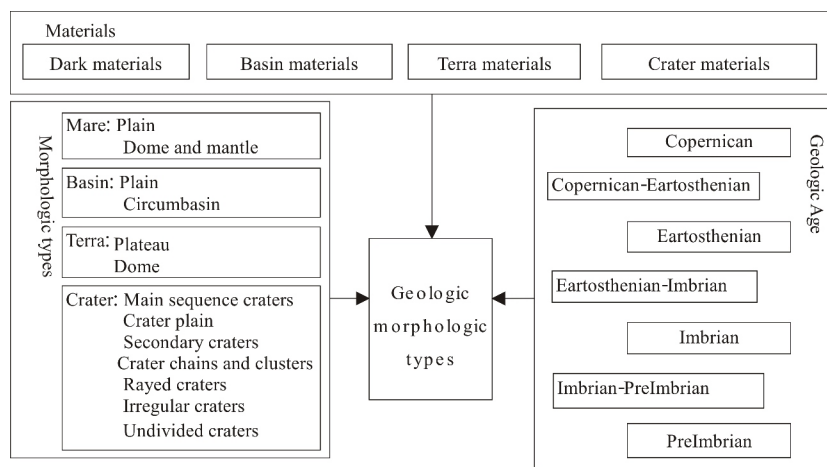 Materials
Dark materials
Basin materials
Terra materials
Crater materials
Morphologic types
Mare: Plain
Dome and mantle
Basin: Plain
Circumbasin
Terra: Plateau
Dome
Crater: Main sequence craters
Crater plain
Secondary craters
Crater chains and clusters
Rayed craters
Irregular craters
Undivided craters
Geologic
morphologic
types
Geologic Age
Copernican
Copernican-Eartosthenian
Eartosthenian
Eartosthenian-Imbrian
Imbrian
Imbrian-PreImbrian
PreImbrian